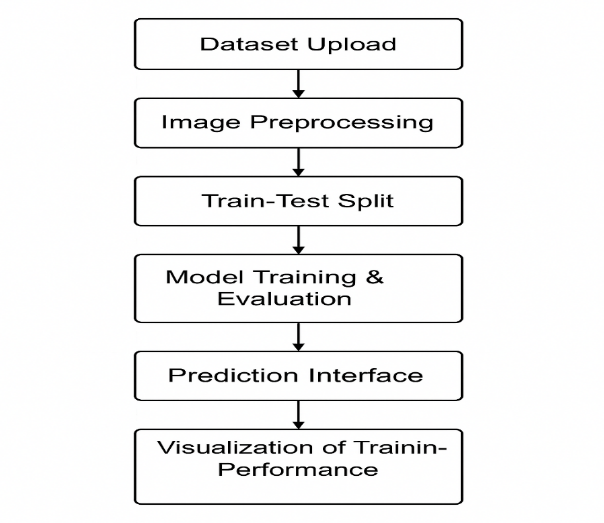 Dataset Upload
Image Preprocessing
Train-Test Split
Model Training &
Evaluation
Prediction Interface
Visualization of Trainin-
Performance